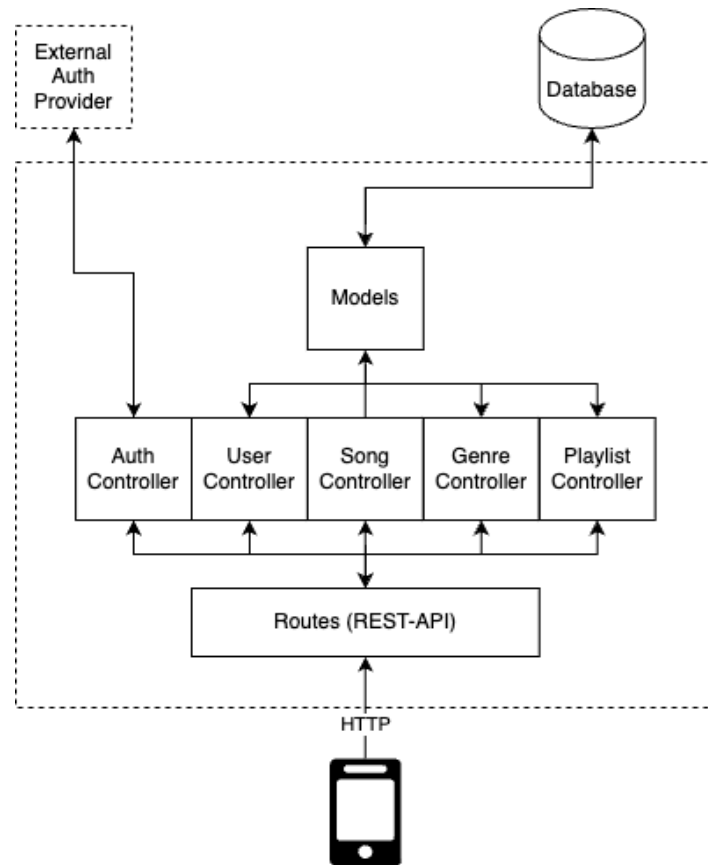 External
Auth
Provider
Database
Models
Auth
Controller
User
Controller
Song
Controller
Genre
Controller
Playlist
Controller
Routes (REST-API)
HTTP